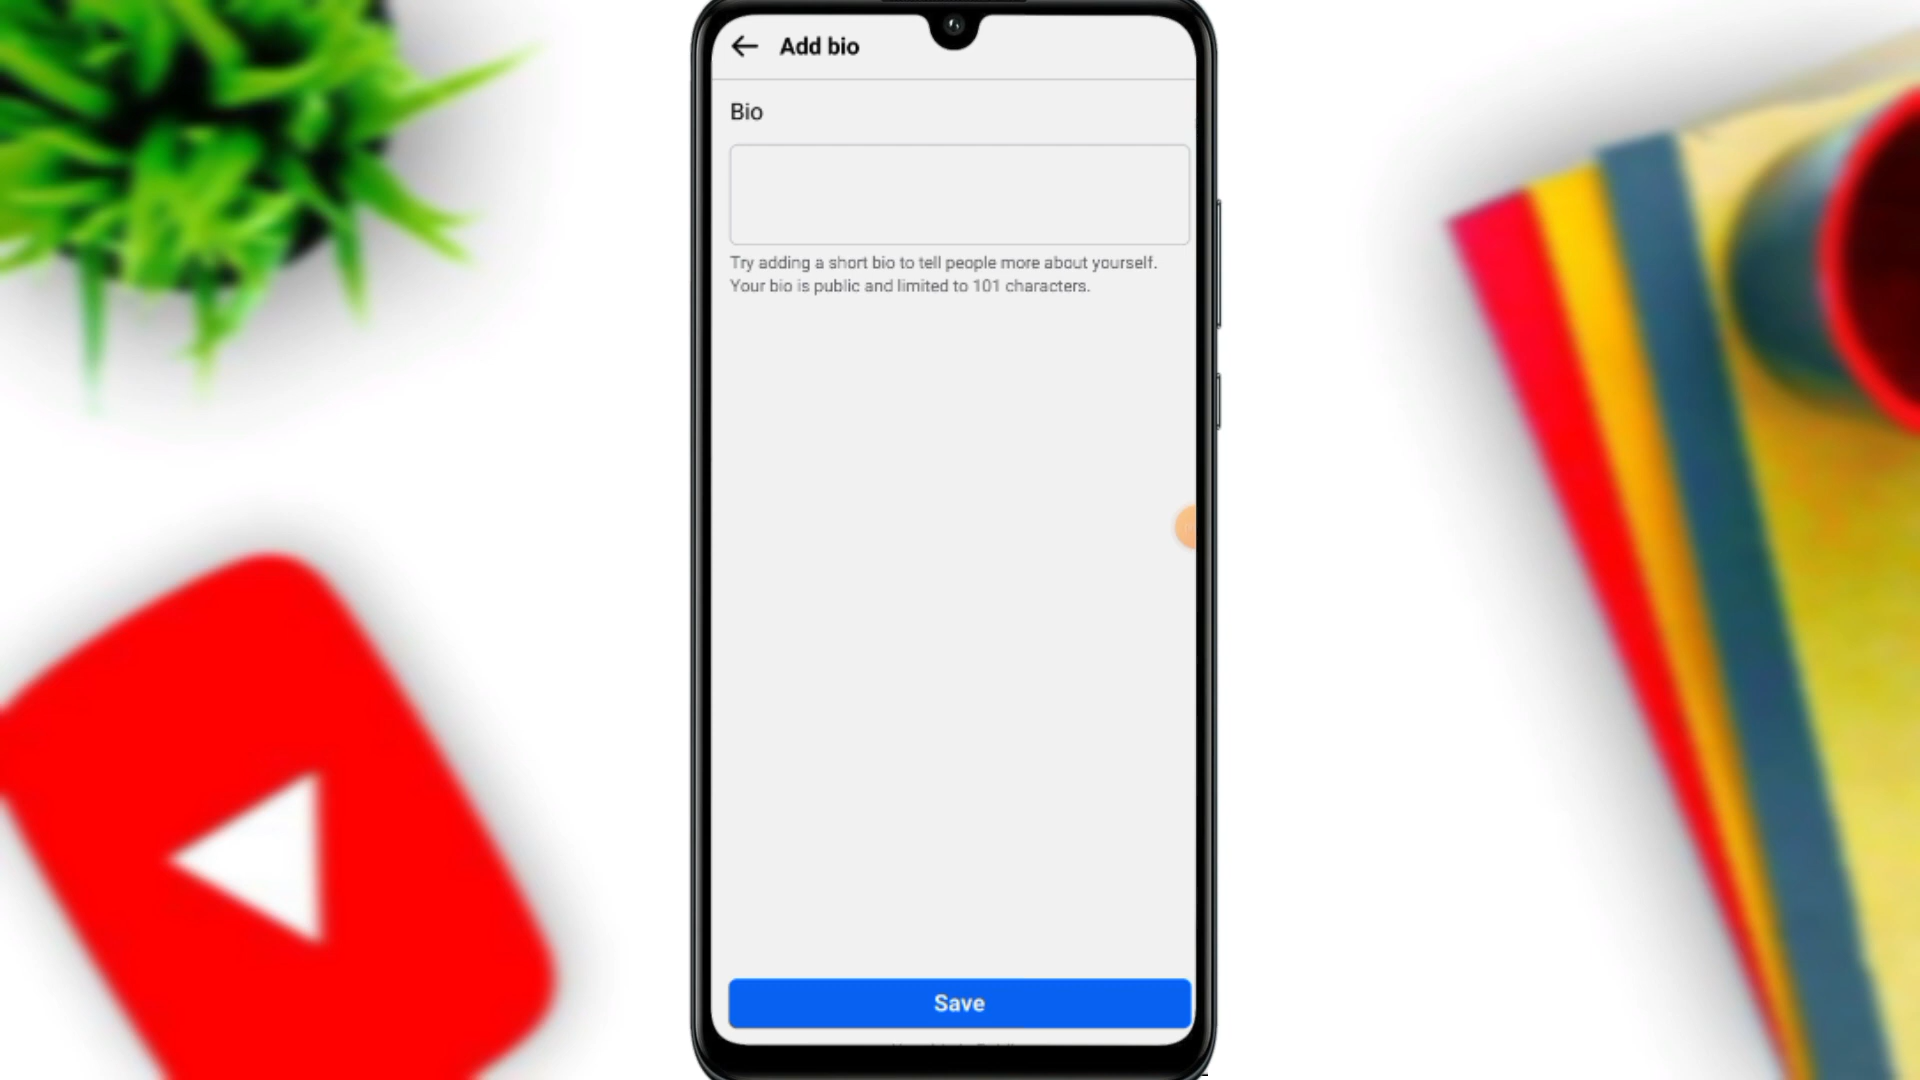 Add bio
Bio
Try adding a short bio to tell people more about yourself.
Your bio is public and limited to 101 characters.
Save